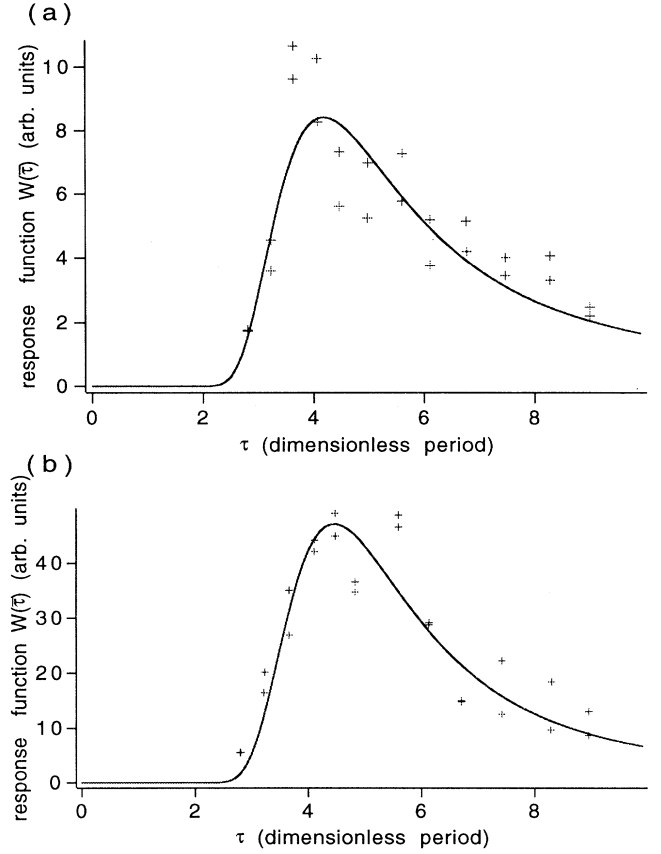 (a)
response function W(τ̅) (arb. units)
10
8
6
4
2
0
0 2 4 6 8
τ (dimensionless period)
(b)
response function W(τ̅) (arb. units)
40
30
20
10
0
0 2 4 6 8
τ (dimensionless period)